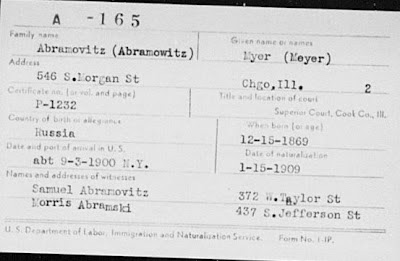 A -165
Family name Given name or names
Abramovitz (Abramowitz) Myer (Meyer)
Address
546 S.Morgan St Chgo,Ill. 2
Certificate no. (or vol. and page) Title and location of court
P-1232 Superior Court, Cook Co., Ill.
Country of birth or allegiance When born (or age)
Russia 12-15-1869
Date and port of arrival in U. S. Date of naturalization
abt 9-3-1900 N.Y. 1-15-1909
Names and addresses of witnesses
Samuel Abramovitz 372 W.Taylor St
Morris Abramski 437 S.Jefferson St
U. S. Department of Labor, Immigration and Naturalization Service. Form No. 1-IP.